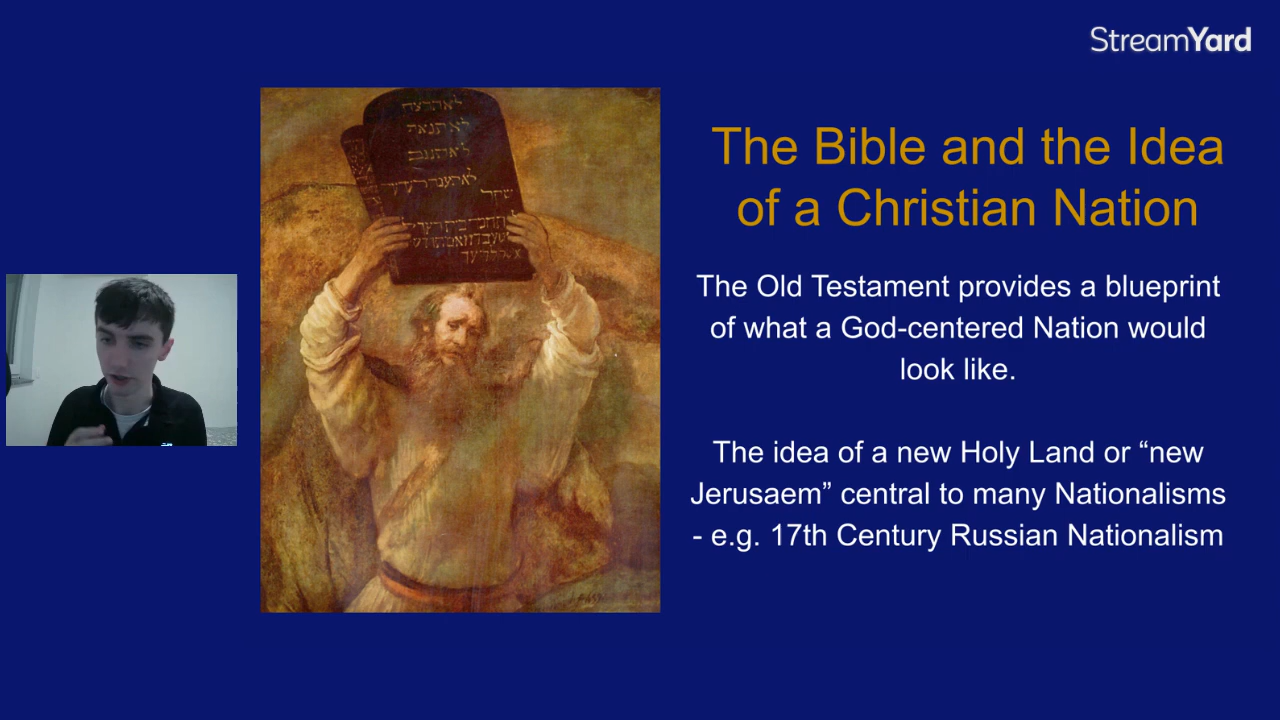 StreamYard
The Bible and the Idea
of a Christian Nation
The Old Testament provides a blueprint
of what a God-centered Nation would
look like.
The idea of a new Holy Land or “new
Jerusaem” central to many Nationalisms
- e.g. 17th Century Russian Nationalism